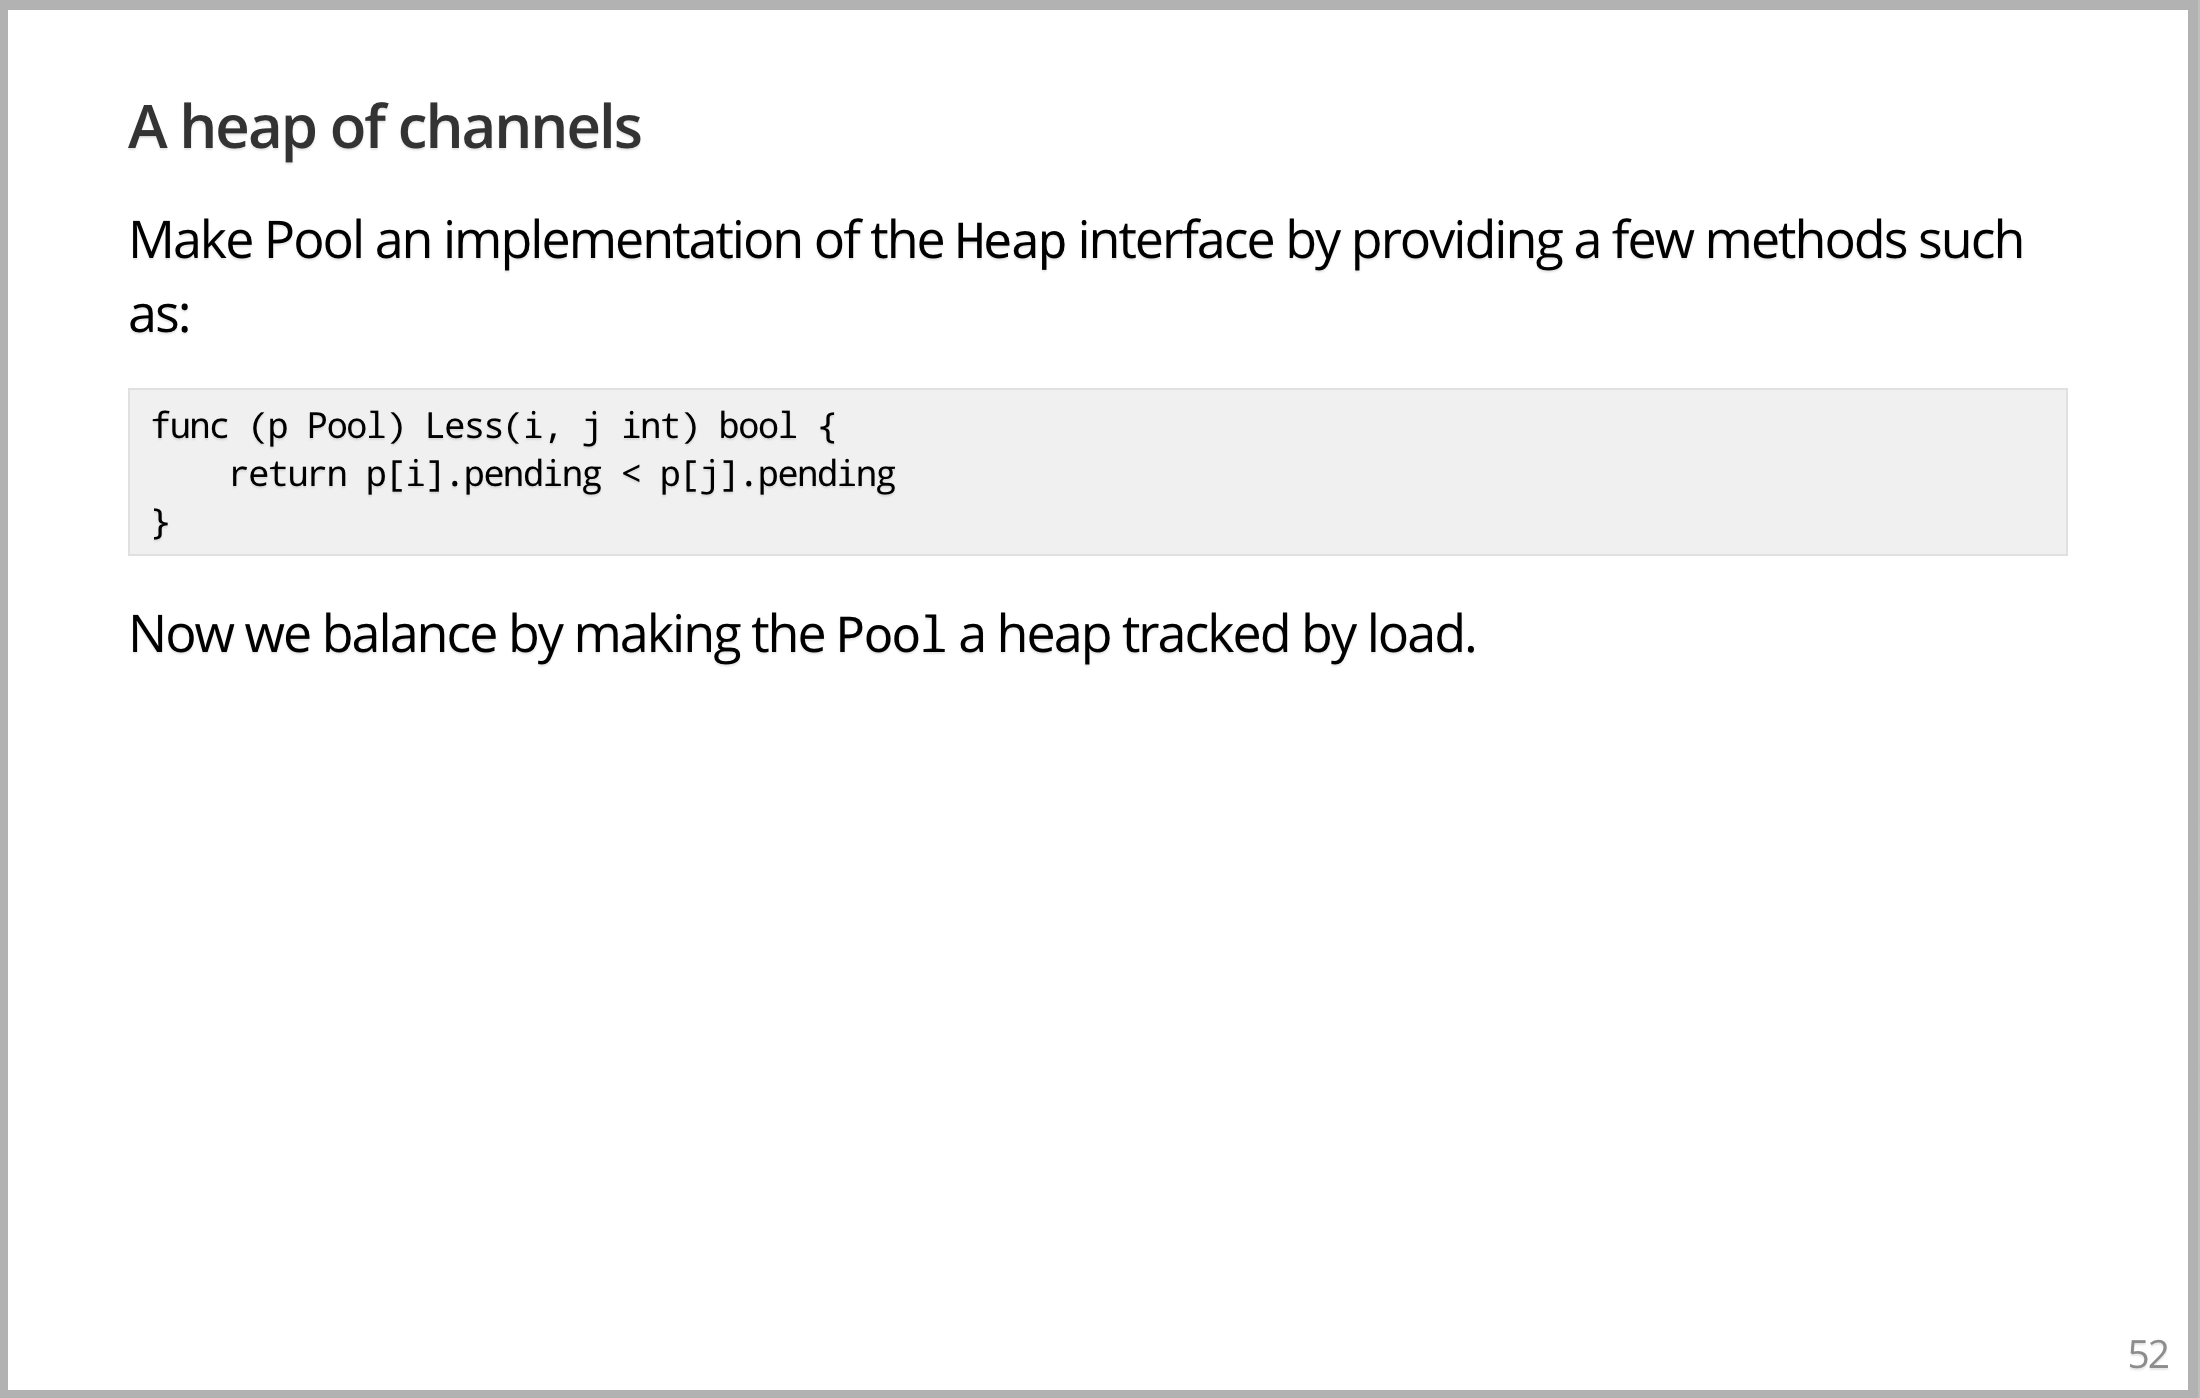 A heap of channels
Make Pool an implementation of the Heap interface by providing a few methods such
as:
func (p Pool) Less(i, j int) bool {
    return p[i].pending < p[j].pending
}
Now we balance by making the Pool a heap tracked by load.
52